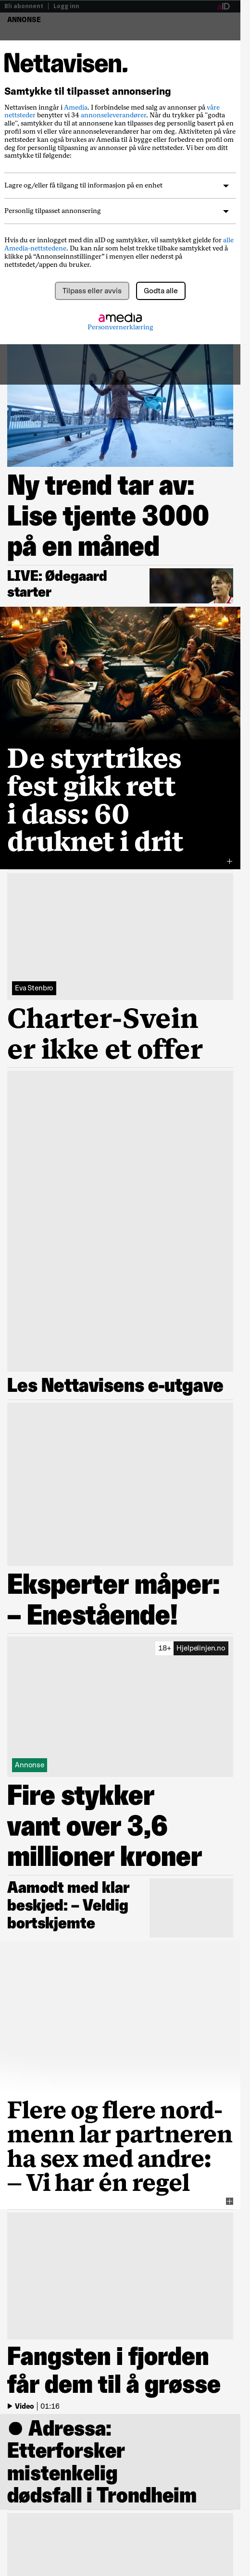 Bli abonnent | Logg inn
aID
ANNONSE
Nettavisen.
Samtykke til tilpasset annonsering
Nettavisen inngår i Amedia. I forbindelse med salg av annonser på våre
nettsteder benytter vi 34 annonseleverandører. Når du trykker på "godta
alle", samtykker du til at annonsene kan tilpasses deg personlig basert på en
profil som vi eller våre annonseleverandører har om deg. Aktiviteten på våre
nettsteder kan også brukes av Amedia til å bygge eller forbedre en profil om
deg for personlig tilpasning av annonser på våre nettsteder. Vi ber om ditt
samtykke til følgende:
Lagre og/eller få tilgang til informasjon på en enhet
Personlig tilpasset annonsering
Hvis du er innlogget med din aID og samtykker, vil samtykket gjelde for alle
Amedia-nettstedene. Du kan når som helst trekke tilbake samtykket ved å
klikke på "Annonseinnstillinger" i menyen eller nederst på
nettstedet/appen du bruker.
Tilpass eller avvis
Godta alle
amedia
Personvernerklæring
Ny trend tar av:
Lise tjente 3000
på en måned
LIVE: Ødegaard
starter
De styrtrikes
fest gikk rett
i dass: 60
druknet i drit
Eva Stenbro
Charter-Svein
er ikke et offer
Les Nettavisens e-utgave
Eksperter måper:
– Enestående!
18+ Hjelpelinjen.no
Annonse
Fire stykker
vant over 3,6
millioner kroner
Aamodt med klar
beskjed: – Veldig
bortskjemte
Flere og flere nord-
menn lar partneren
ha sex med andre:
– Vi har én regel
Fangsten i fjorden
får dem til å grøsse
Video | 01:16
● Adressa:
Etterforsker
mistenkelig
dødsfall i Trondheim